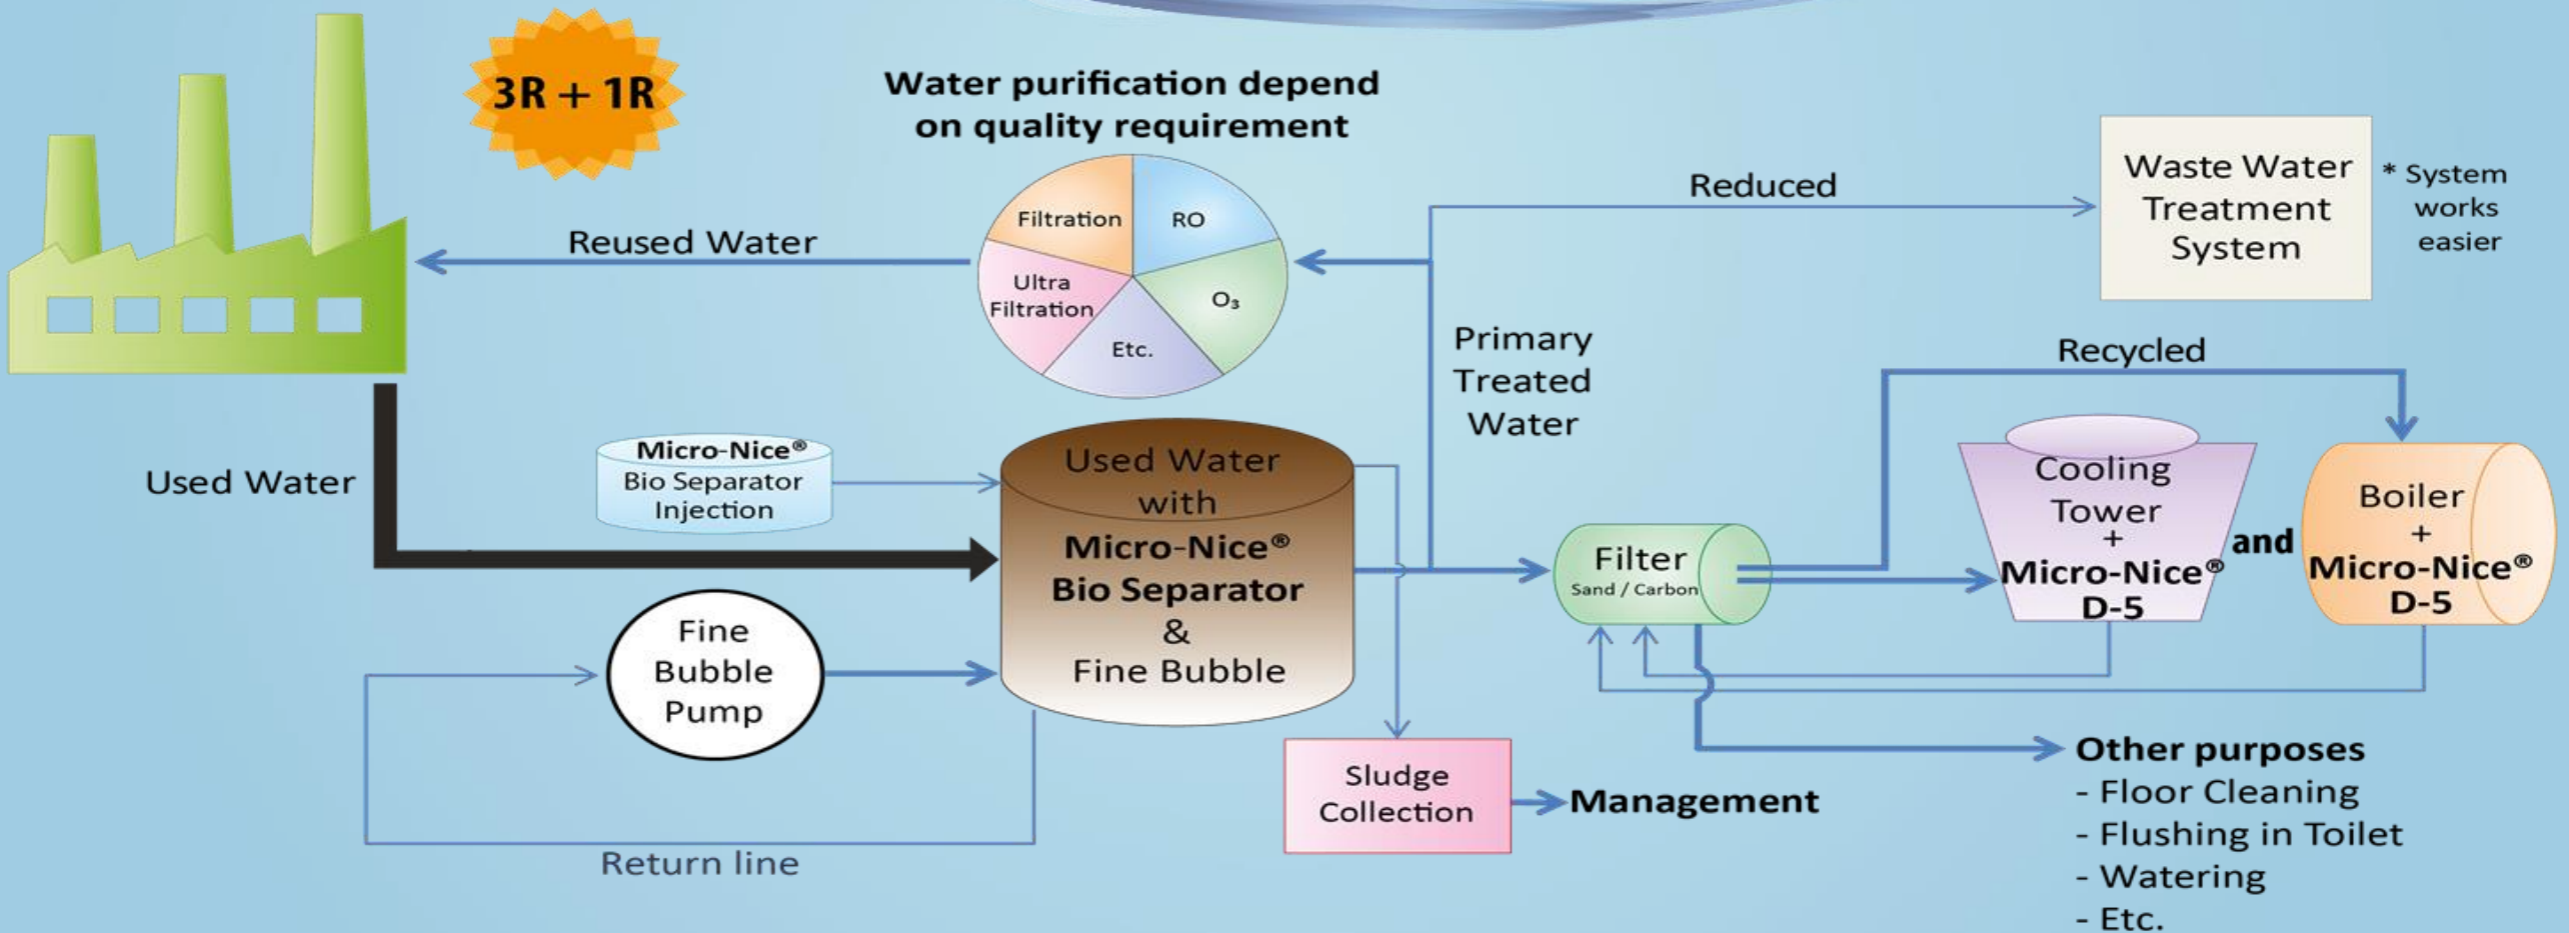 3R + 1R
Water purification depend
on quality requirement
Filtration
RO
Ultra
Filtration
O₃
Etc.
Reused Water
Reduced
Waste Water
Treatment
System
* System
works
easier
Primary
Treated
Water
Recycled
Used Water
Micro-Nice®
Bio Separator
Injection
Used Water
with
Micro-Nice®
Bio Separator
&
Fine Bubble
Fine
Bubble
Pump
Return line
Filter
Sand / Carbon
Cooling
Tower
+
Micro-Nice®
D-5
and
Boiler
+
Micro-Nice®
D-5
Sludge
Collection
Management
Other purposes
- Floor Cleaning
- Flushing in Toilet
- Watering
- Etc.